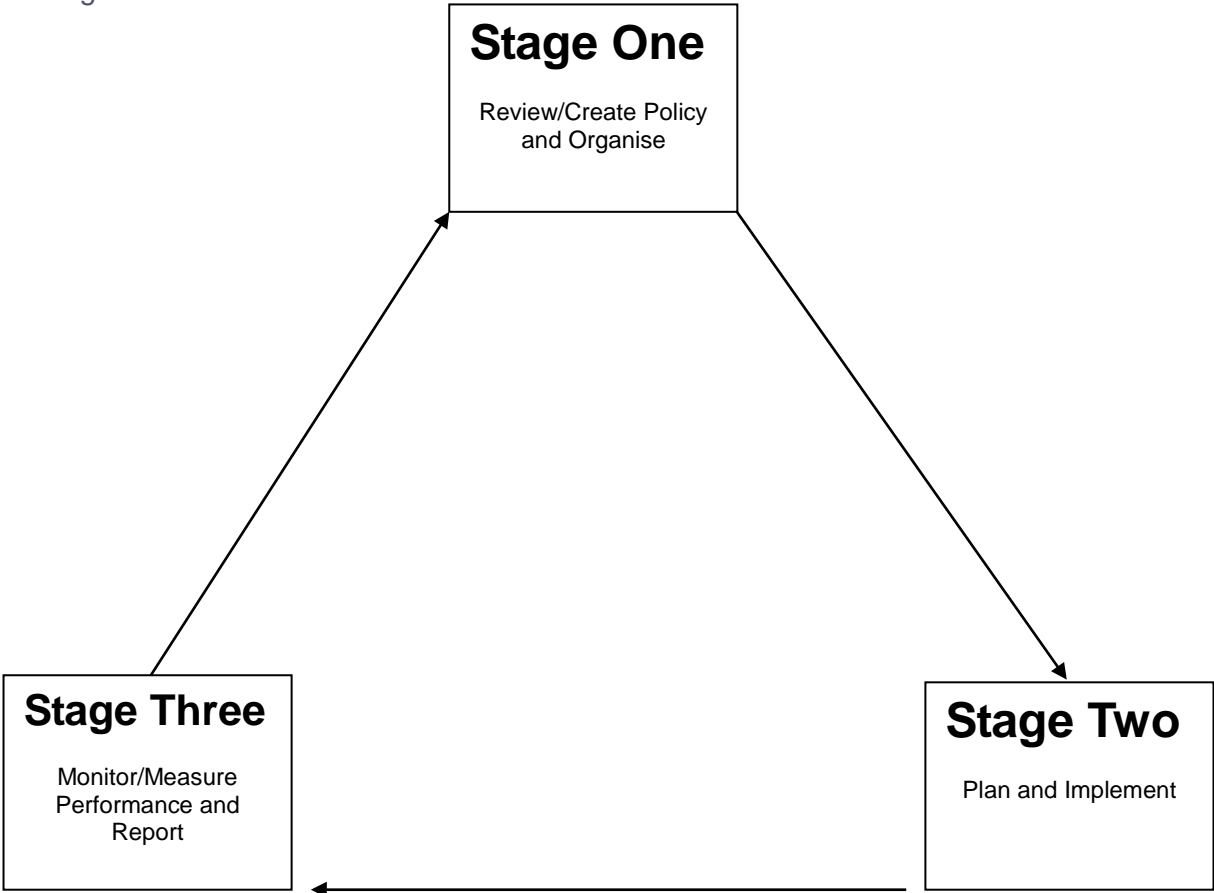 Stage One
Review/Create Policy
and Organise
Stage Three
Monitor/Measure
Performance and
Report
Stage Two
Plan and Implement